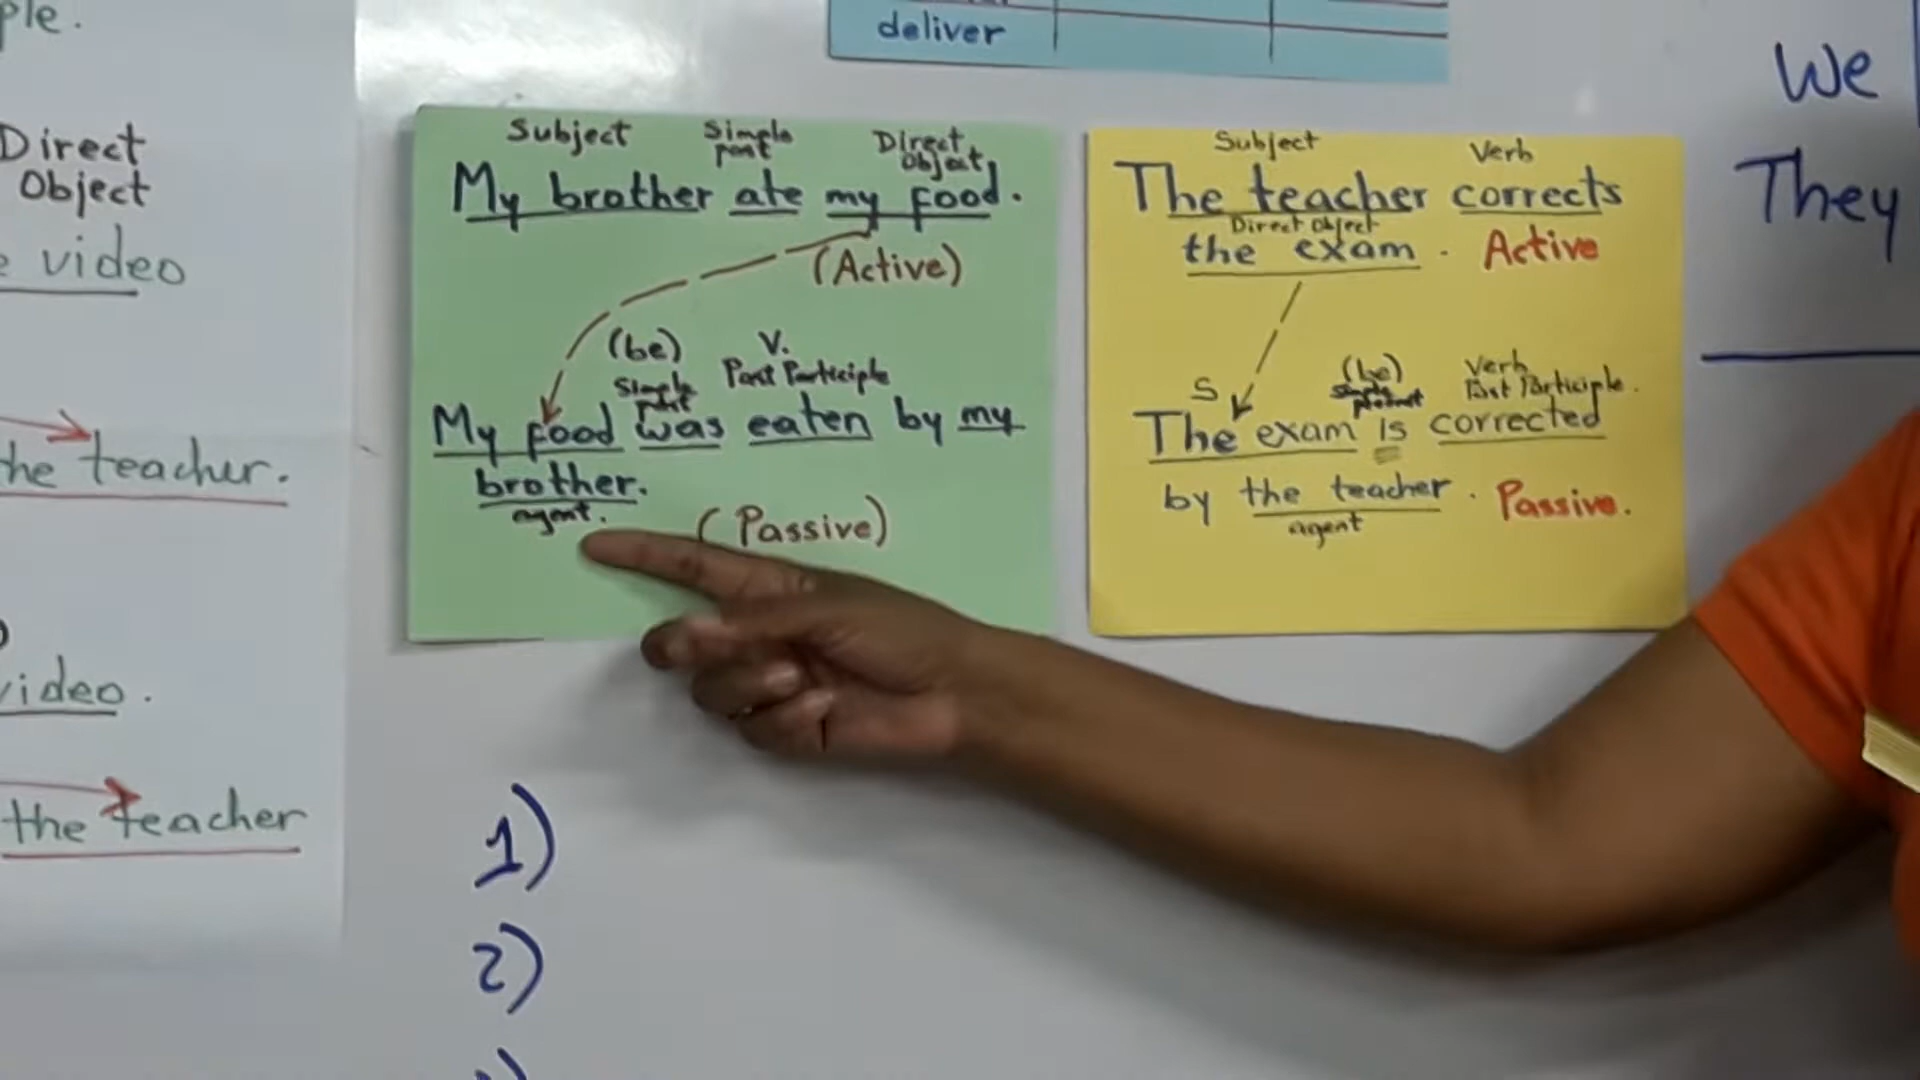 ple.
Direct
Object
e video
the teacher.
video.
the teacher
deliver
Subject Simple Direct
past Object
My brother ate my food.
(Active)
(be) V.
Simple Past Participle
past
My food was eaten by my
brother.
agent.
(Passive)
Subject Verb
The teacher corrects
Direct Object
the exam. Active
S (be) Verb
simple Past Participle.
present
The exam is corrected
by the teacher. Passive.
agent
We
They
1)
2)